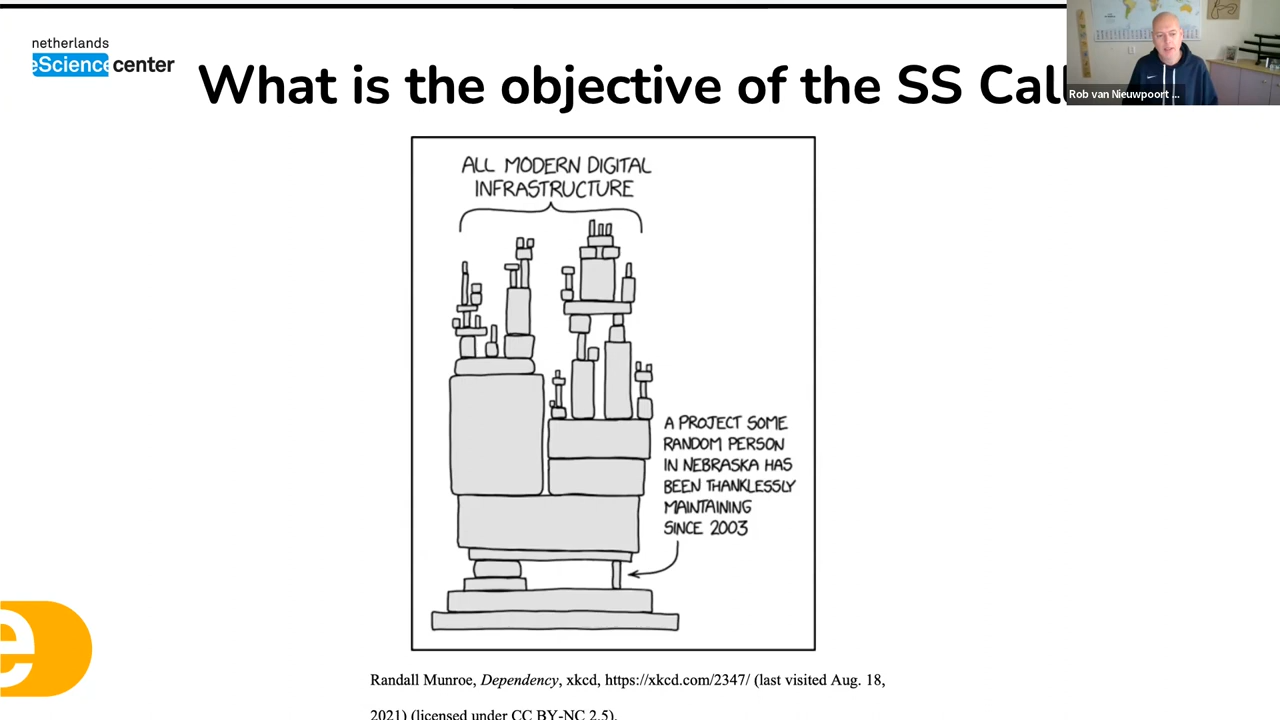 netherlands
eScience center
What is the objective of the SS Call
Rob van Nieuwpoort ...
ALL MODERN DIGITAL
INFRASTRUCTURE
A PROJECT SOME
RANDOM PERSON
IN NEBRASKA HAS
BEEN THANKLESSLY
MAINTAINING
SINCE 2003
e
Randall Munroe, Dependency, xkcd, https://xkcd.com/2347/ (last visited Aug. 18,
2021) (licensed under CC BY-NC 2.5).